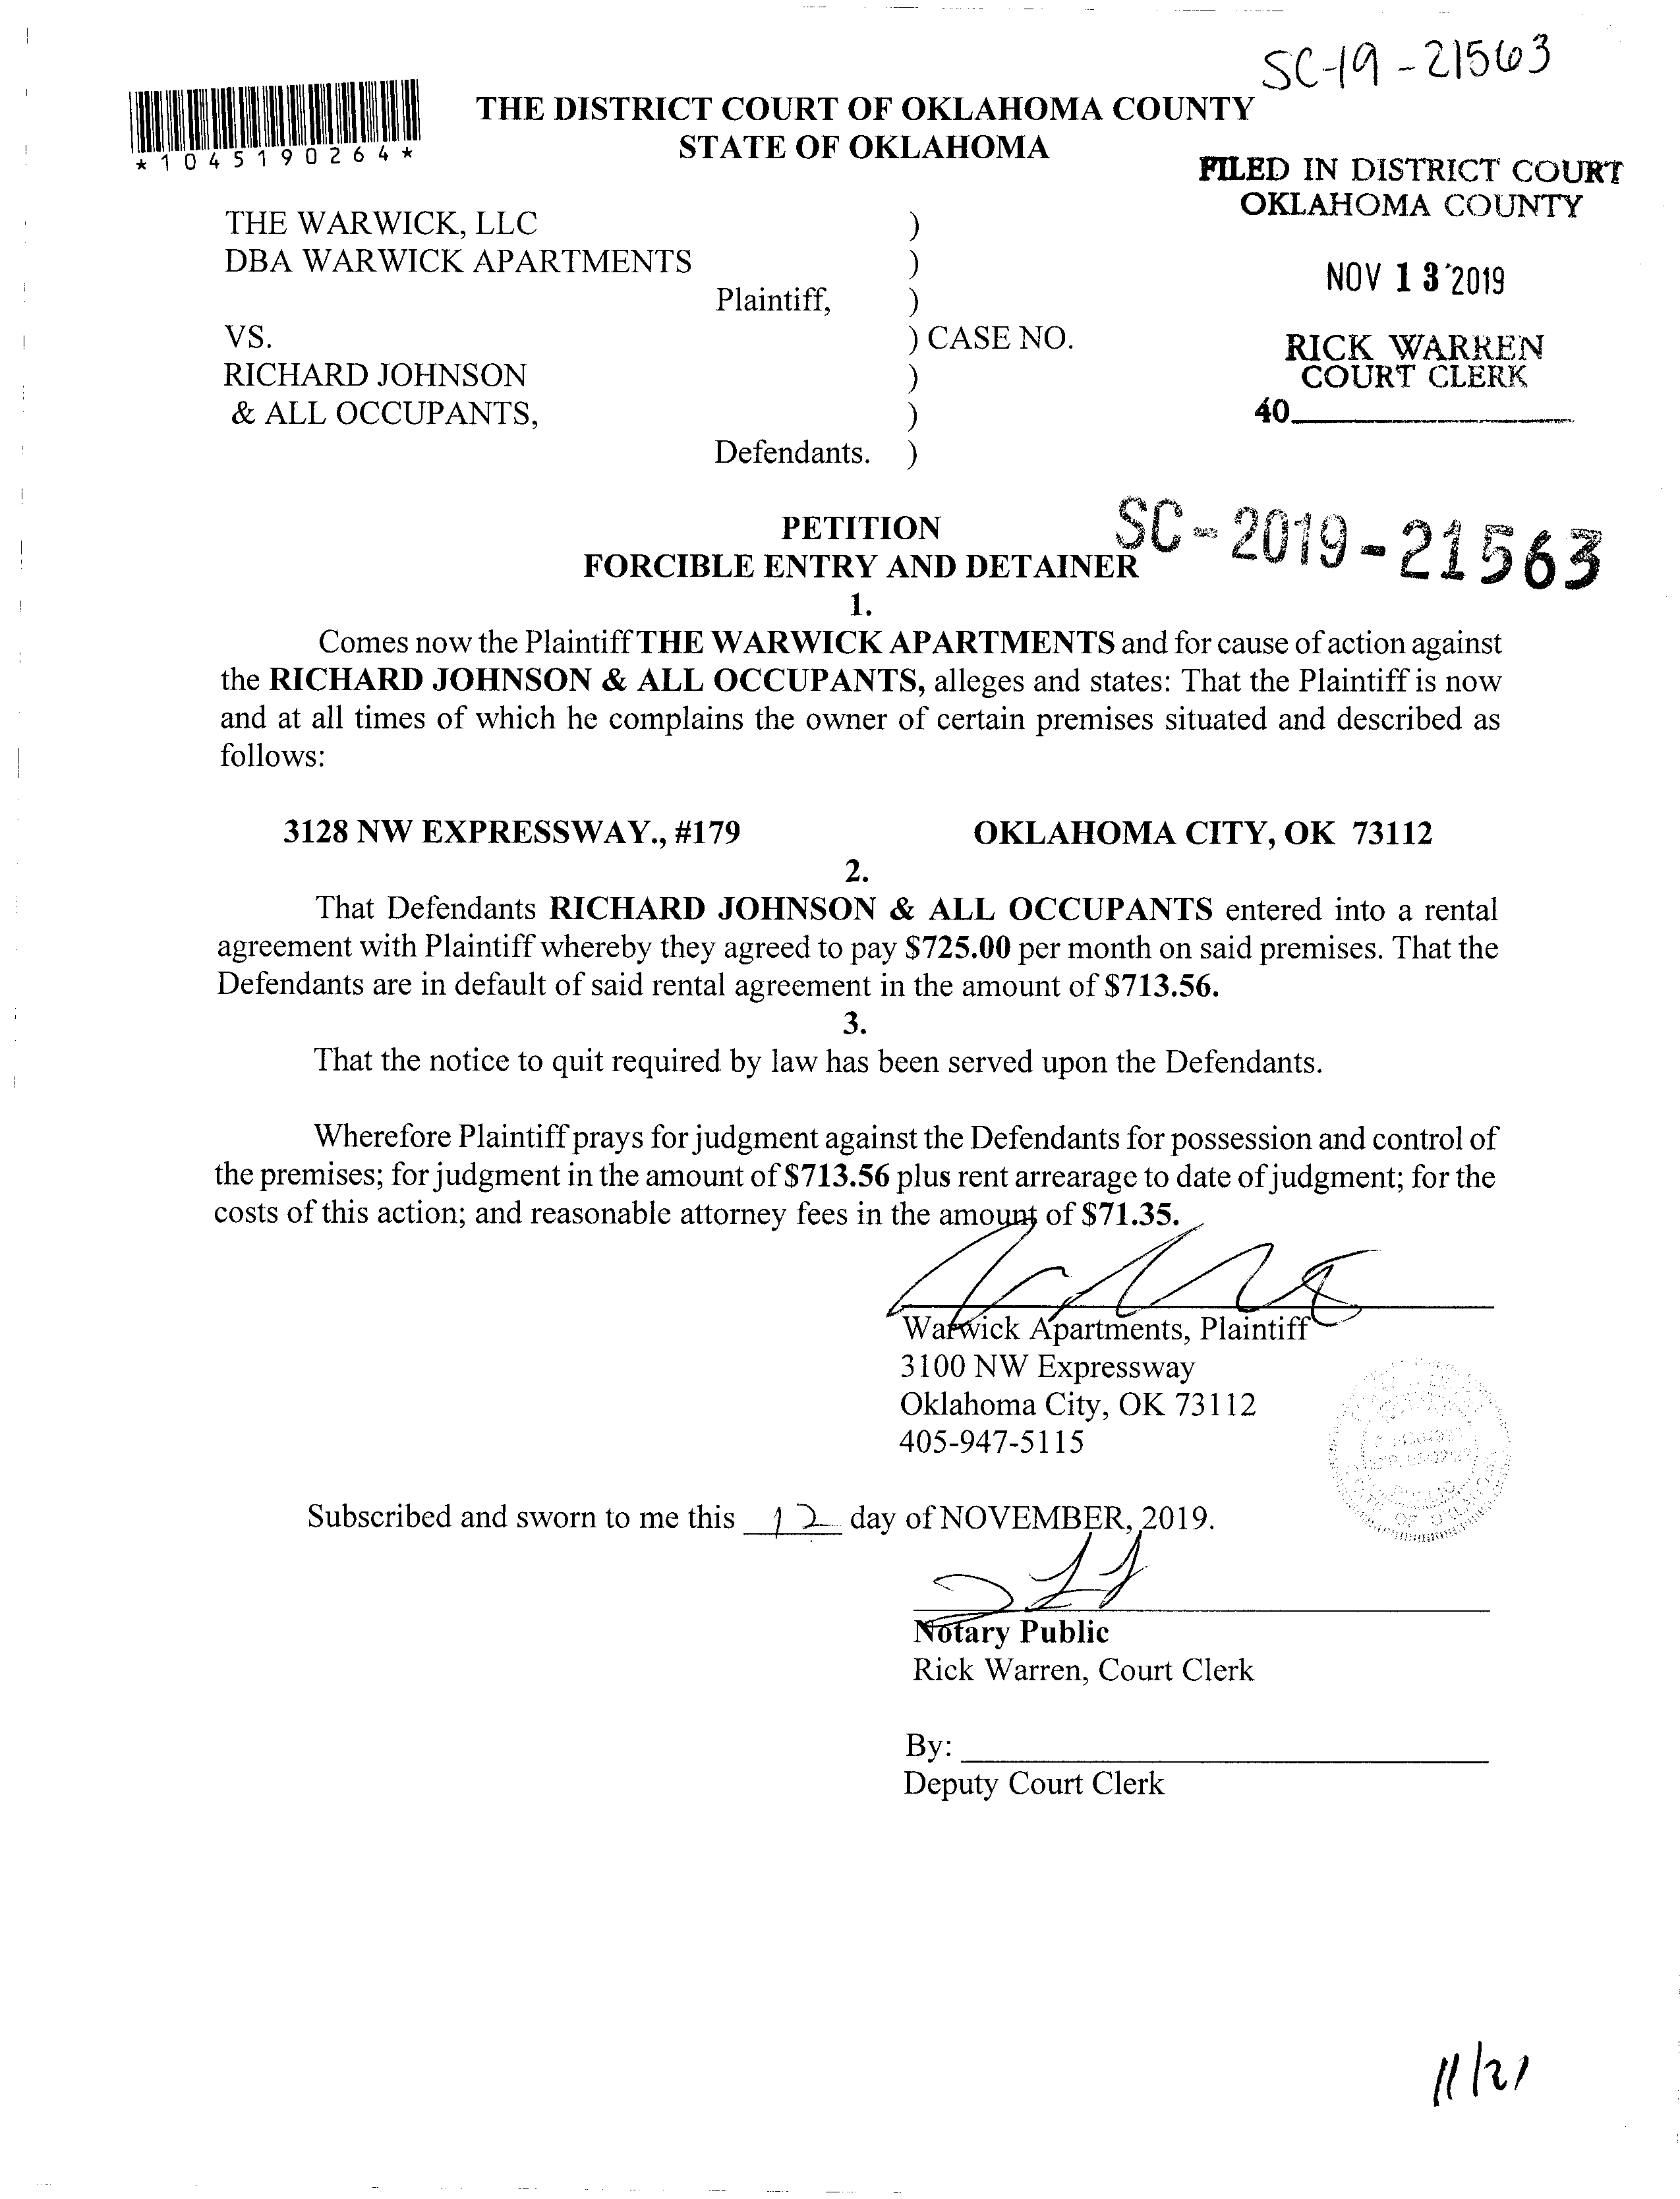 SC-19-21563
*1045190264*
THE DISTRICT COURT OF OKLAHOMA COUNTY
STATE OF OKLAHOMA
FILED IN DISTRICT COURT
OKLAHOMA COUNTY
NOV 13 2019
RICK WARREN
COURT CLERK
40
THE WARWICK, LLC )
DBA WARWICK APARTMENTS )
Plaintiff, )
VS. ) CASE NO.
RICHARD JOHNSON )
& ALL OCCUPANTS, )
Defendants. )
PETITION
FORCIBLE ENTRY AND DETAINER
SC-2019-21563
1.
Comes now the Plaintiff THE WARWICK APARTMENTS and for cause of action against
the RICHARD JOHNSON & ALL OCCUPANTS, alleges and states: That the Plaintiff is now
and at all times of which he complains the owner of certain premises situated and described as
follows:
3128 NW EXPRESSWAY., #179 OKLAHOMA CITY, OK 73112
2.
That Defendants RICHARD JOHNSON & ALL OCCUPANTS entered into a rental
agreement with Plaintiff whereby they agreed to pay $725.00 per month on said premises. That the
Defendants are in default of said rental agreement in the amount of $713.56.
3.
That the notice to quit required by law has been served upon the Defendants.
Wherefore Plaintiff prays for judgment against the Defendants for possession and control of
the premises; for judgment in the amount of $713.56 plus rent arrearage to date of judgment; for the
costs of this action; and reasonable attorney fees in the amount of $71.35.
Warwick Apartments, Plaintiff
3100 NW Expressway
Oklahoma City, OK 73112
405-947-5115
Subscribed and sworn to me this 12 day of NOVEMBER, 2019.
Notary Public
Rick Warren, Court Clerk
By:
Deputy Court Clerk
11/21